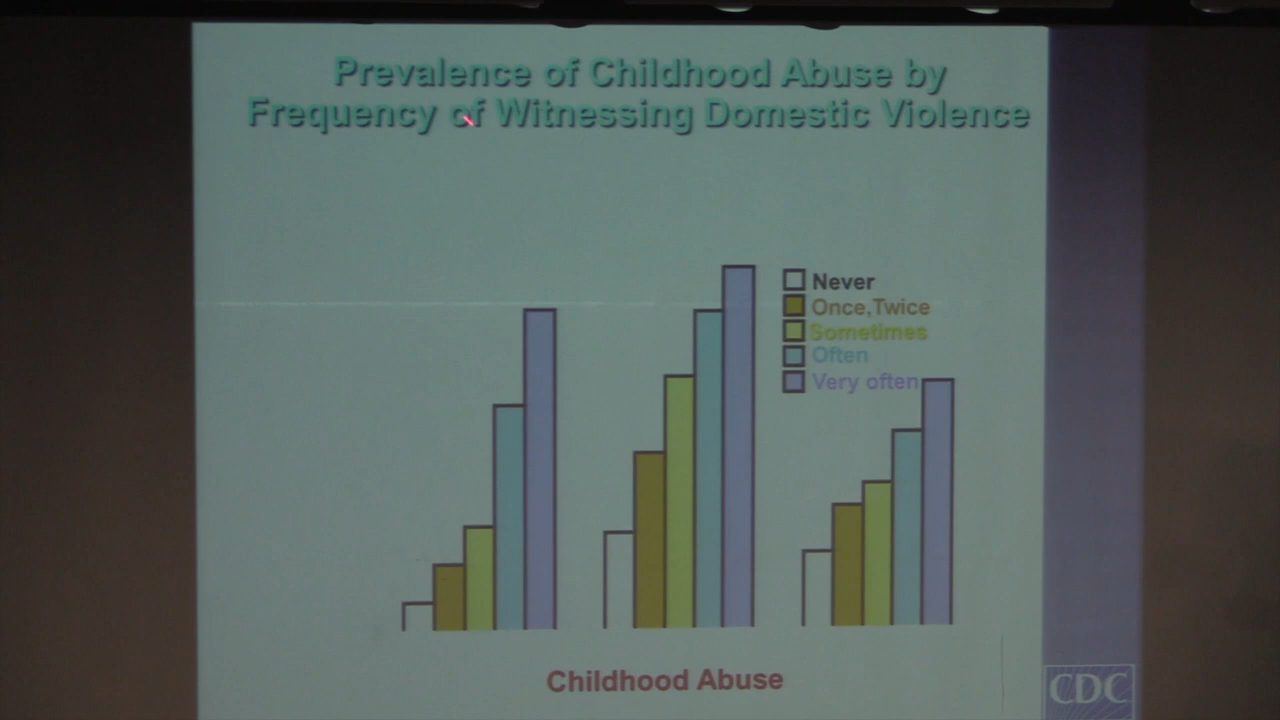 Prevalence of Childhood Abuse by
Frequency of Witnessing Domestic Violence
Never
Once,Twice
Sometimes
Often
Very often
Childhood Abuse
CDC